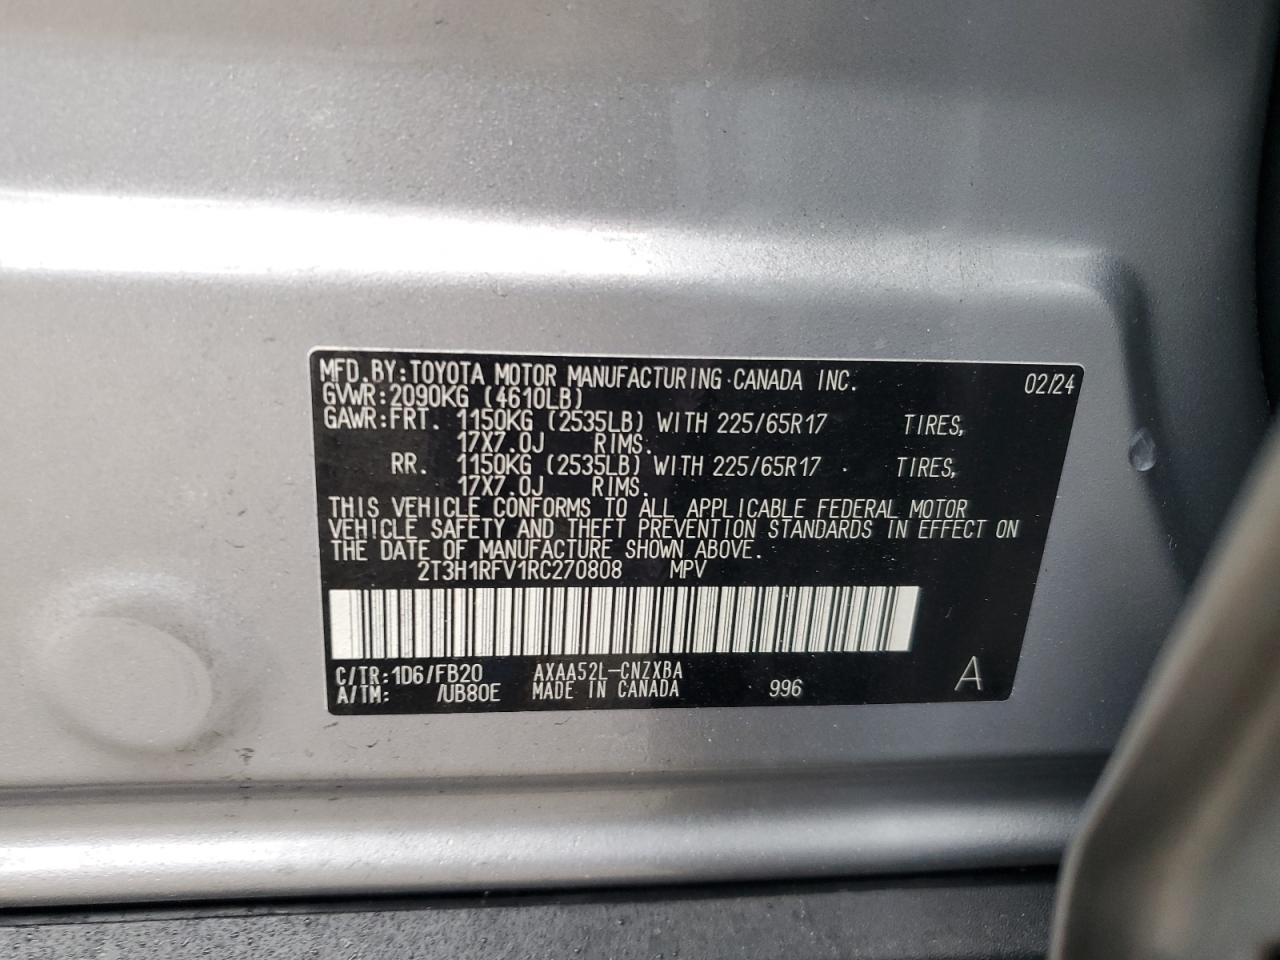 MFD.BY:TOYOTA MOTOR MANUFACTURING CANADA INC. 02/24
GVWR:2090KG (4610LB)
GAWR:FRT. 1150KG (2535LB) WITH 225/65R17 TIRES,
17X7.0J RIMS.
RR. 1150KG (2535LB) WITH 225/65R17 TIRES,
17X7.0J RIMS.
THIS VEHICLE CONFORMS TO ALL APPLICABLE FEDERAL MOTOR
VEHICLE SAFETY AND THEFT PREVENTION STANDARDS IN EFFECT ON
THE DATE OF MANUFACTURE SHOWN ABOVE.
2T3H1RFV1RC270808 MPV
C/TR:1D6/FB20 AXAA52L-CNZXBA
A/TM: /UB80E MADE IN CANADA 996 A